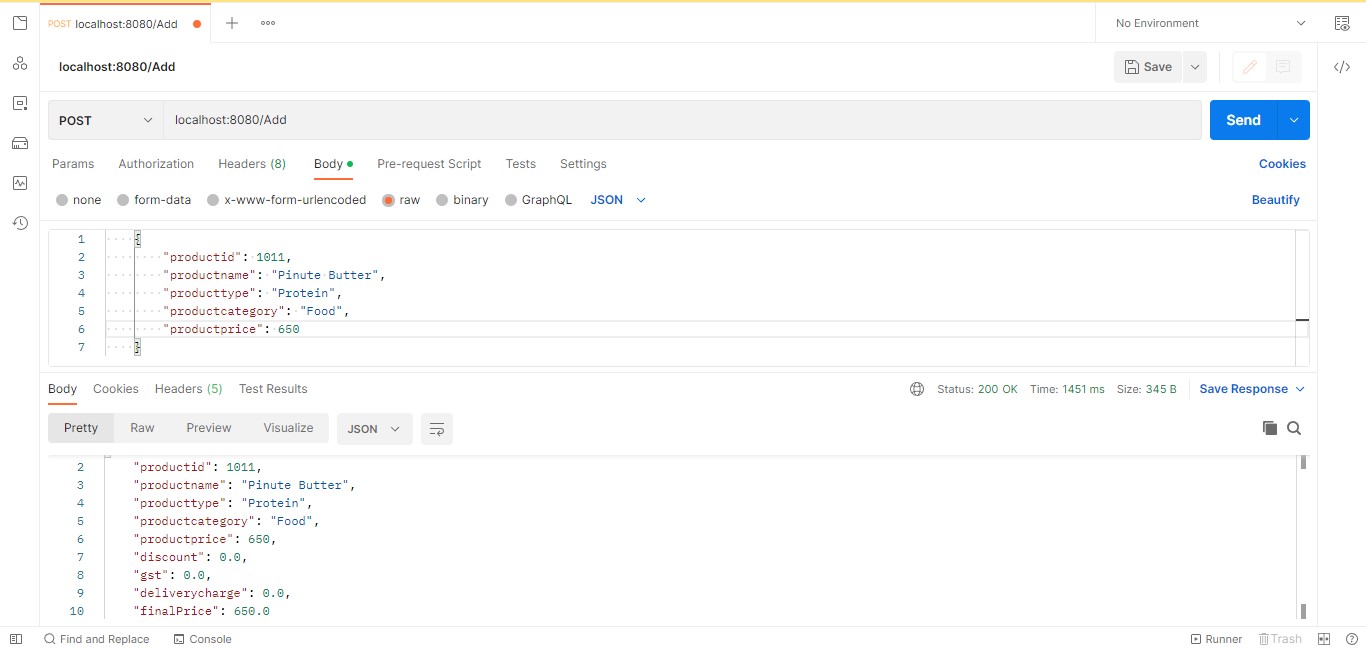 POST localhost:8080/Add
No Environment
localhost:8080/Add
Save
POST localhost:8080/Add
Send
Params Authorization Headers (8) Body Pre-request Script Tests Settings Cookies
none form-data x-www-form-urlencoded raw binary GraphQL JSON Beautify
1 {
2 "productid": 1011,
3 "productname": "Pinute Butter",
4 "producttype": "Protein",
5 "productcategory": "Food",
6 "productprice": 650
7 }
Body Cookies Headers (5) Test Results Status: 200 OK Time: 1451 ms Size: 345 B Save Response
Pretty Raw Preview Visualize JSON
2 "productid": 1011,
3 "productname": "Pinute Butter",
4 "producttype": "Protein",
5 "productcategory": "Food",
6 "productprice": 650,
7 "discount": 0.0,
8 "gst": 0.0,
9 "deliverycharge": 0.0,
10 "finalPrice": 650.0
Find and Replace Console Runner Trash